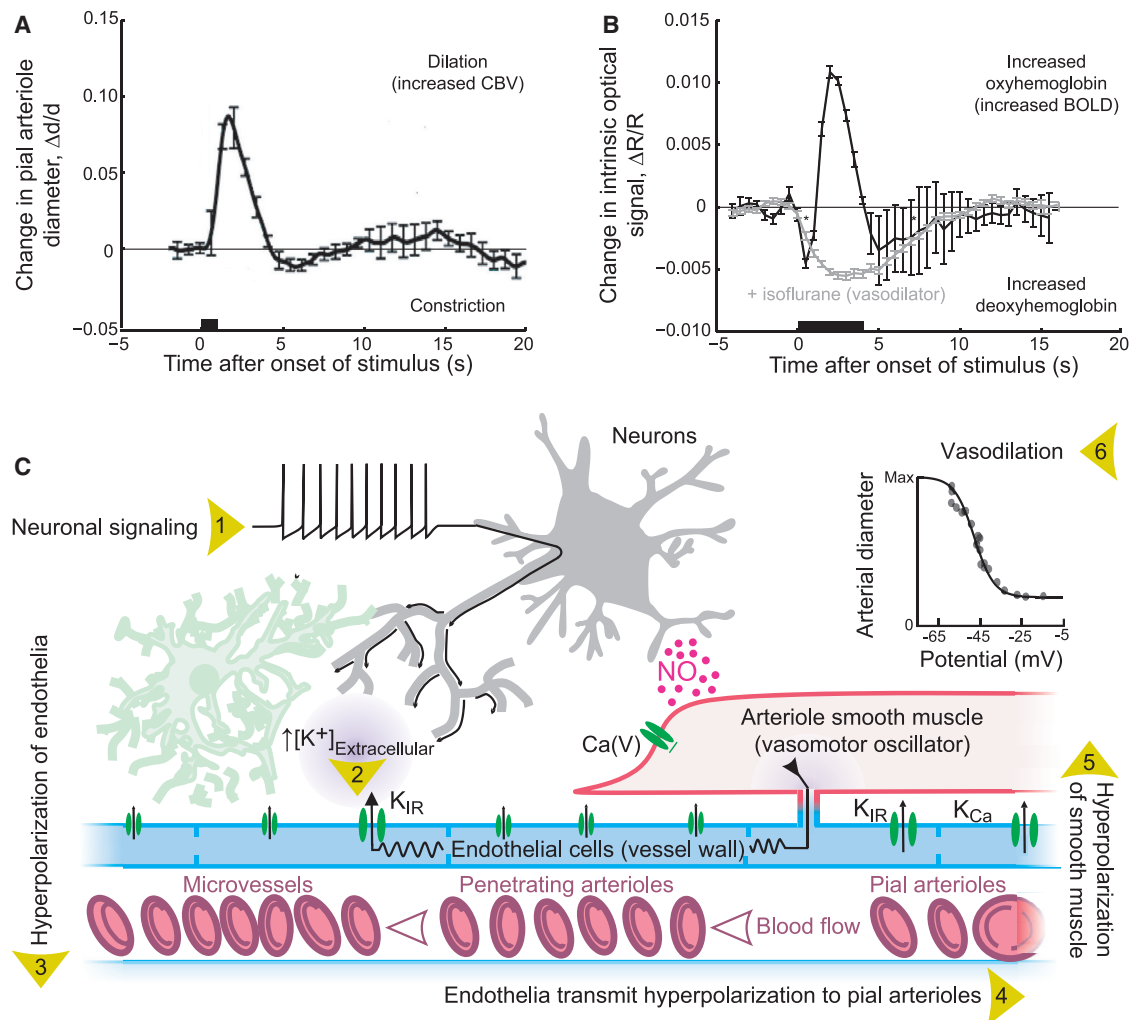 A
Change in pial arteriole
diameter, Δd/d
0.15
0.10
0.05
0
−0.05
Dilation
(increased CBV)
Constriction
−5
0
5
10
15
20
Time after onset of stimulus (s)
B
Change in intrinsic optical
signal, ΔR/R
0.015
0.010
0.005
0
−0.005
−0.010
Increased
oxyhemoglobin
(increased BOLD)
*
*
+ isoflurane (vasodilator)
Increased
deoxyhemoglobin
−5
0
5
10
15
20
Time after onset of stimulus (s)
C
Neuronal signaling
1
Neurons
Vasodilation
6
Arterial diameter
Max
0
-65
-45
-25
-5
Potential (mV)
NO
↑[K+]Extracellular
2
Ca(V)
Arteriole smooth muscle
(vasomotor oscillator)
KIR
KIR
KCa
Endothelial cells (vessel wall)
Microvessels
Penetrating arterioles
Pial arterioles
Blood flow
Hyperpolarization of endothelia
3
Endothelia transmit hyperpolarization to pial arterioles
4
5
Hyperpolarization
of smooth muscle